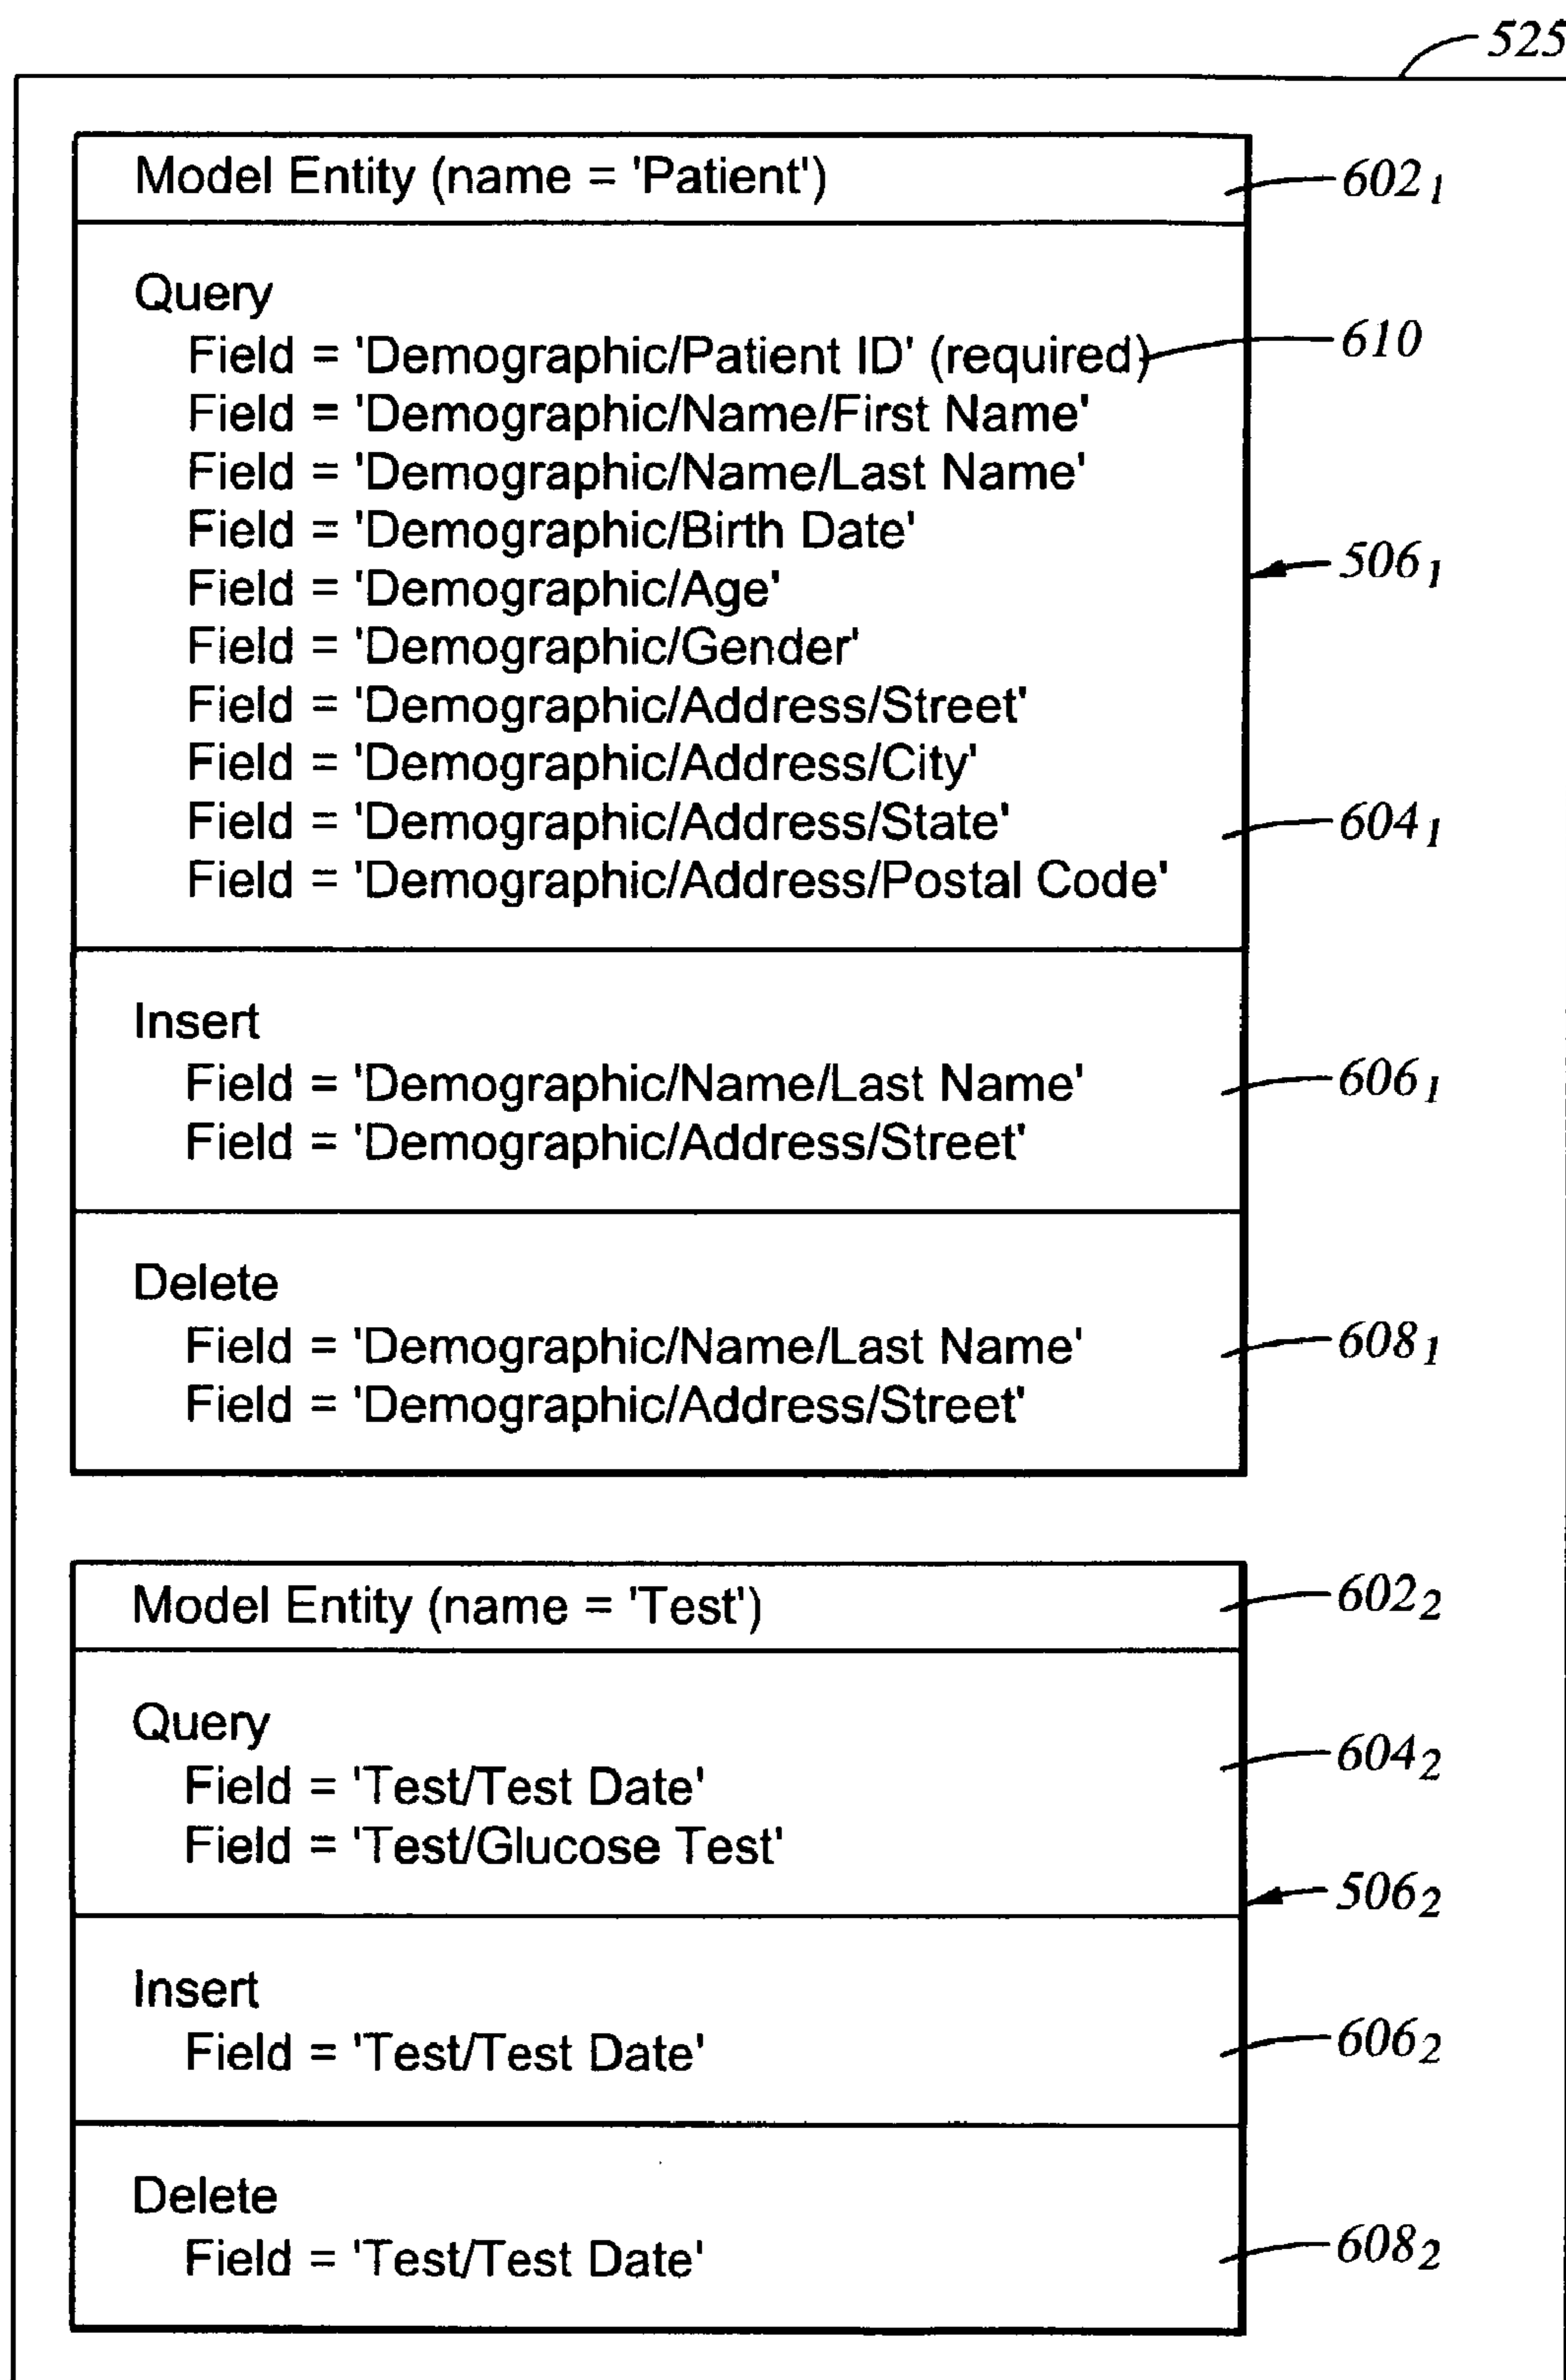 525
Model Entity (name = 'Patient') 602₁
Query
Field = 'Demographic/Patient ID' (required) 610
Field = 'Demographic/Name/First Name'
Field = 'Demographic/Name/Last Name'
Field = 'Demographic/Birth Date'
Field = 'Demographic/Age' 506₁
Field = 'Demographic/Gender'
Field = 'Demographic/Address/Street'
Field = 'Demographic/Address/City'
Field = 'Demographic/Address/State' 604₁
Field = 'Demographic/Address/Postal Code'
Insert
Field = 'Demographic/Name/Last Name' 606₁
Field = 'Demographic/Address/Street'
Delete
Field = 'Demographic/Name/Last Name' 608₁
Field = 'Demographic/Address/Street'
Model Entity (name = 'Test') 602₂
Query
Field = 'Test/Test Date' 604₂
Field = 'Test/Glucose Test'
506₂
Insert
Field = 'Test/Test Date' 606₂
Delete
Field = 'Test/Test Date' 608₂